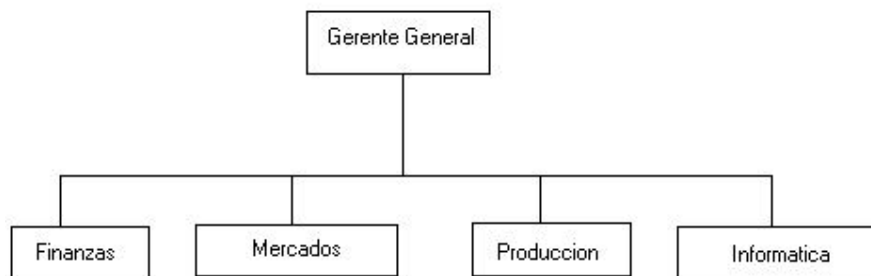 Gerente General
Finanzas
Mercados
Produccion
Informatica